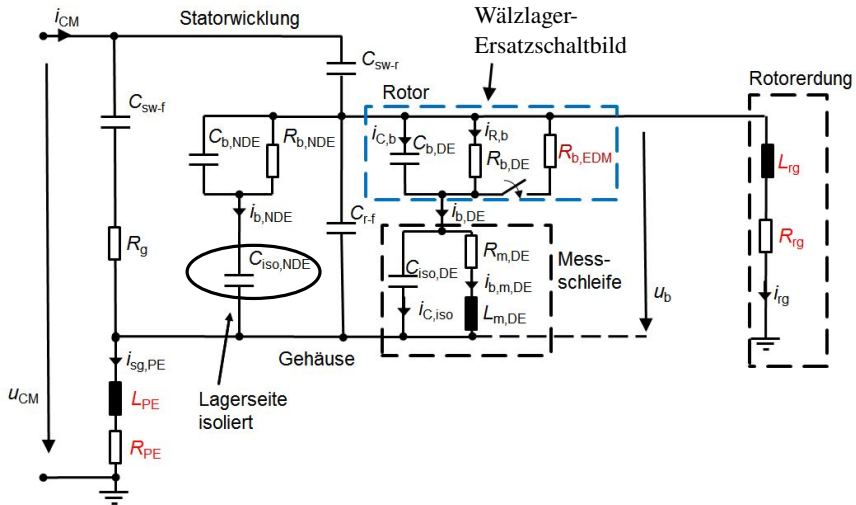 i_CM
Statorwicklung
Wälzlager-
Ersatzschaltbild
C_sw-r
C_sw-f
Rotor
Rotorerdung
C_b,NDE
R_b,NDE
i_C,b
C_b,DE
i_R,b
R_b,DE
R_b,EDM
L_rg
i_b,NDE
C_r-f
i_b,DE
R_g
C_iso,NDE
C_iso,DE
R_m,DE
Mess-
schleife
R_rg
i_b,m,DE
u_b
i_rg
i_C,iso
L_m,DE
i_sg,PE
Gehäuse
u_CM
L_PE
Lagerseite
isoliert
R_PE